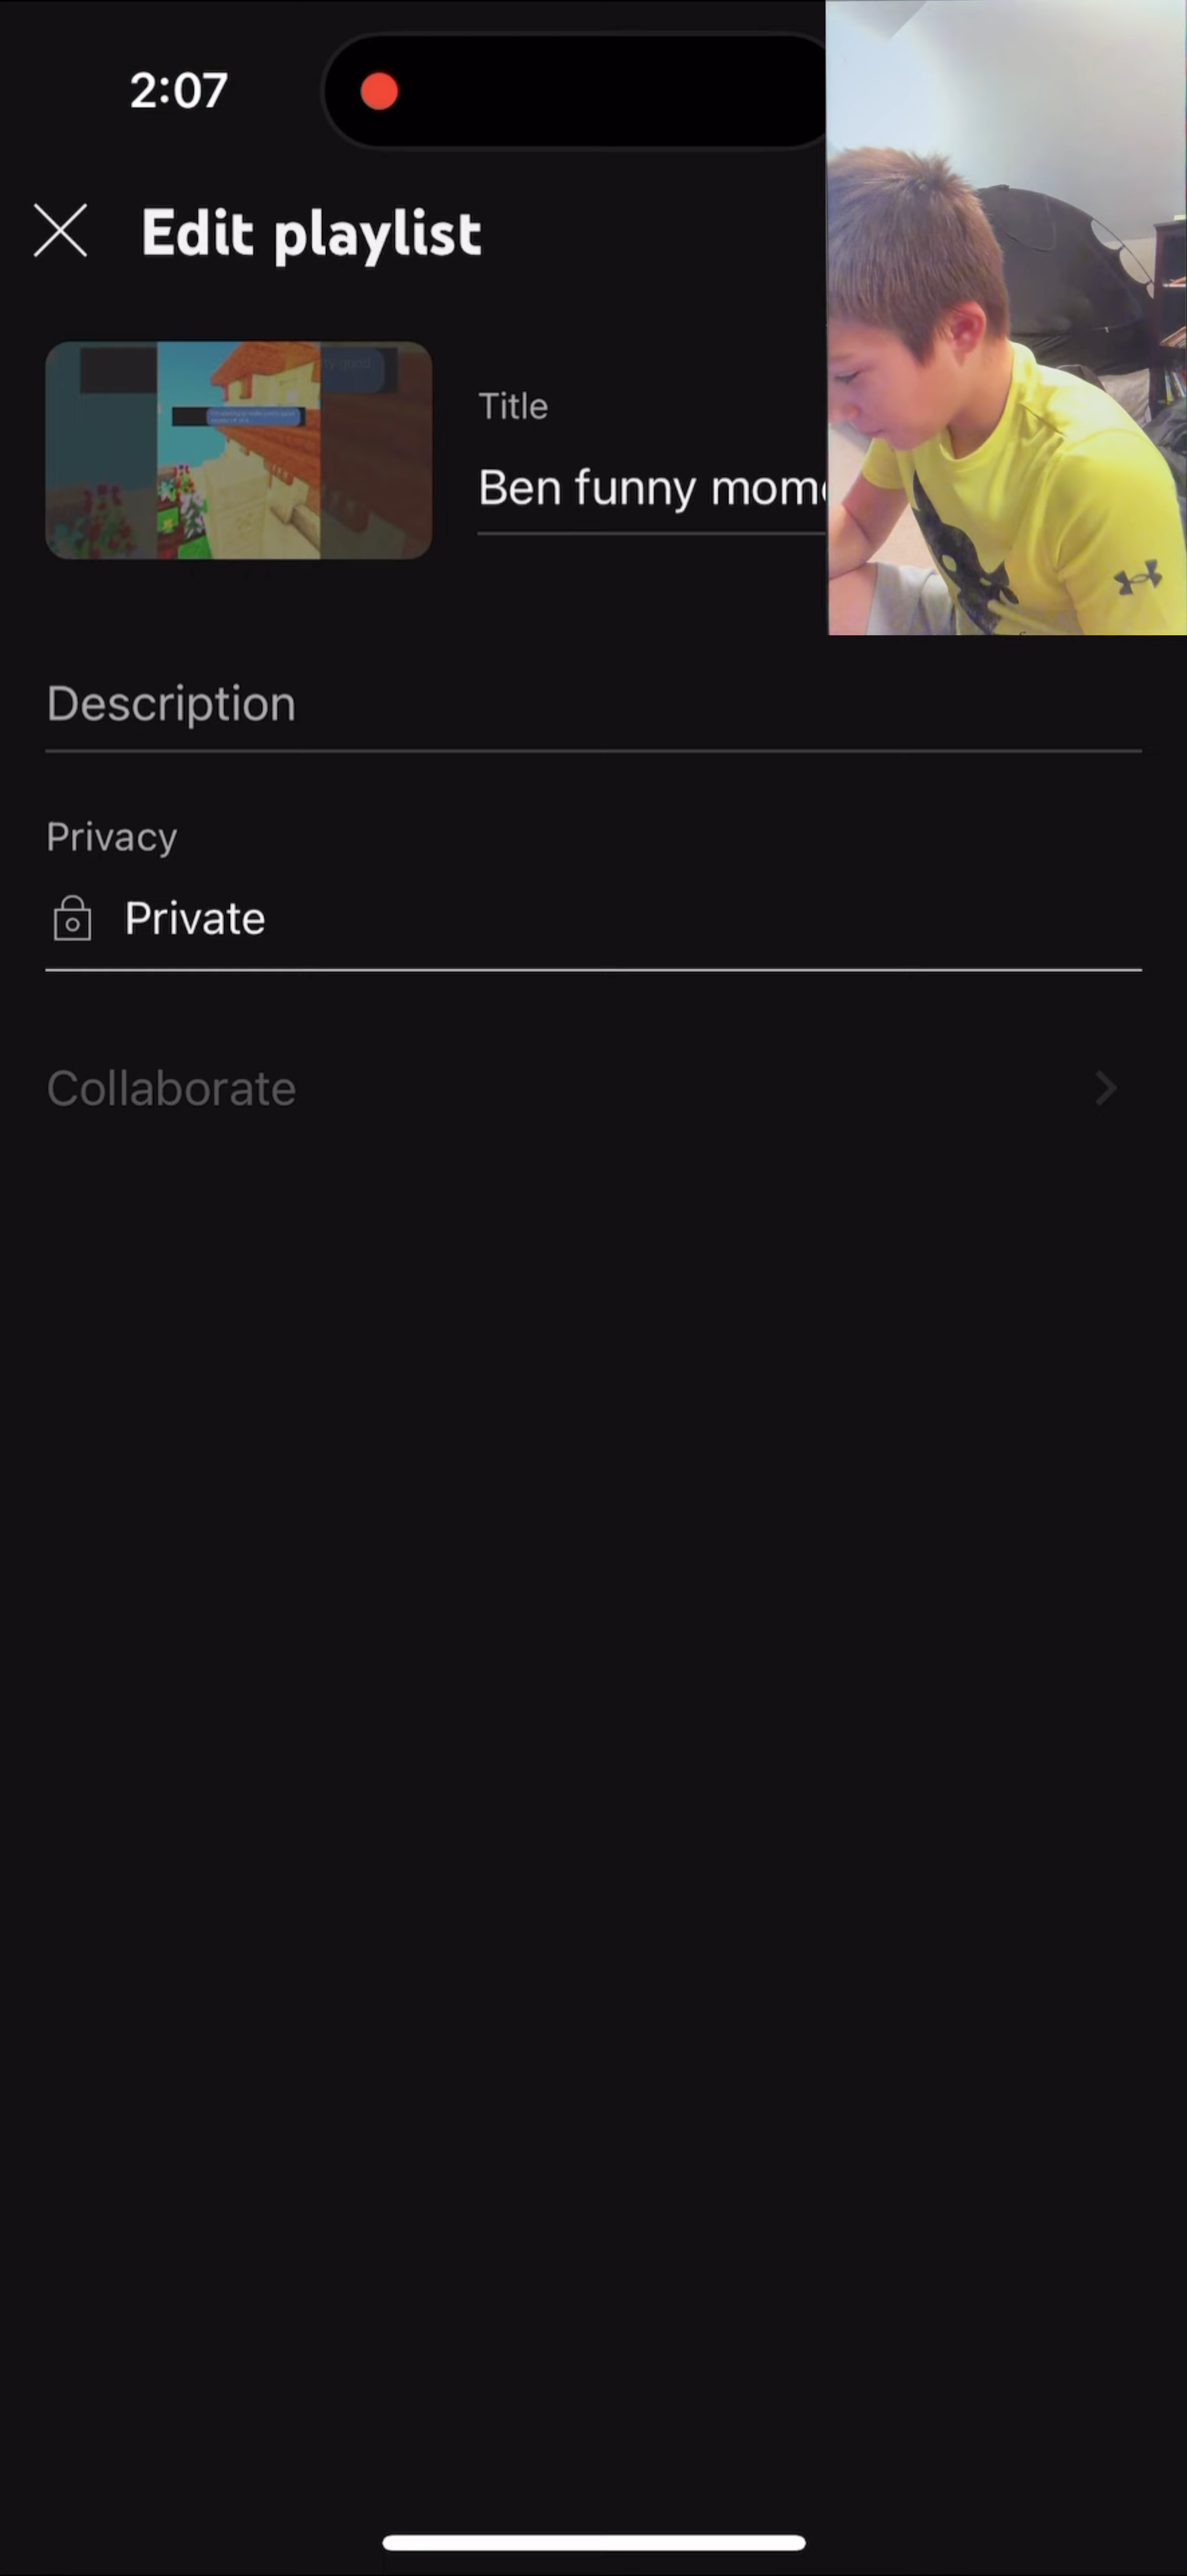 2:07
Edit playlist
Title
Ben funny mom
Description
Privacy
Private
Collaborate